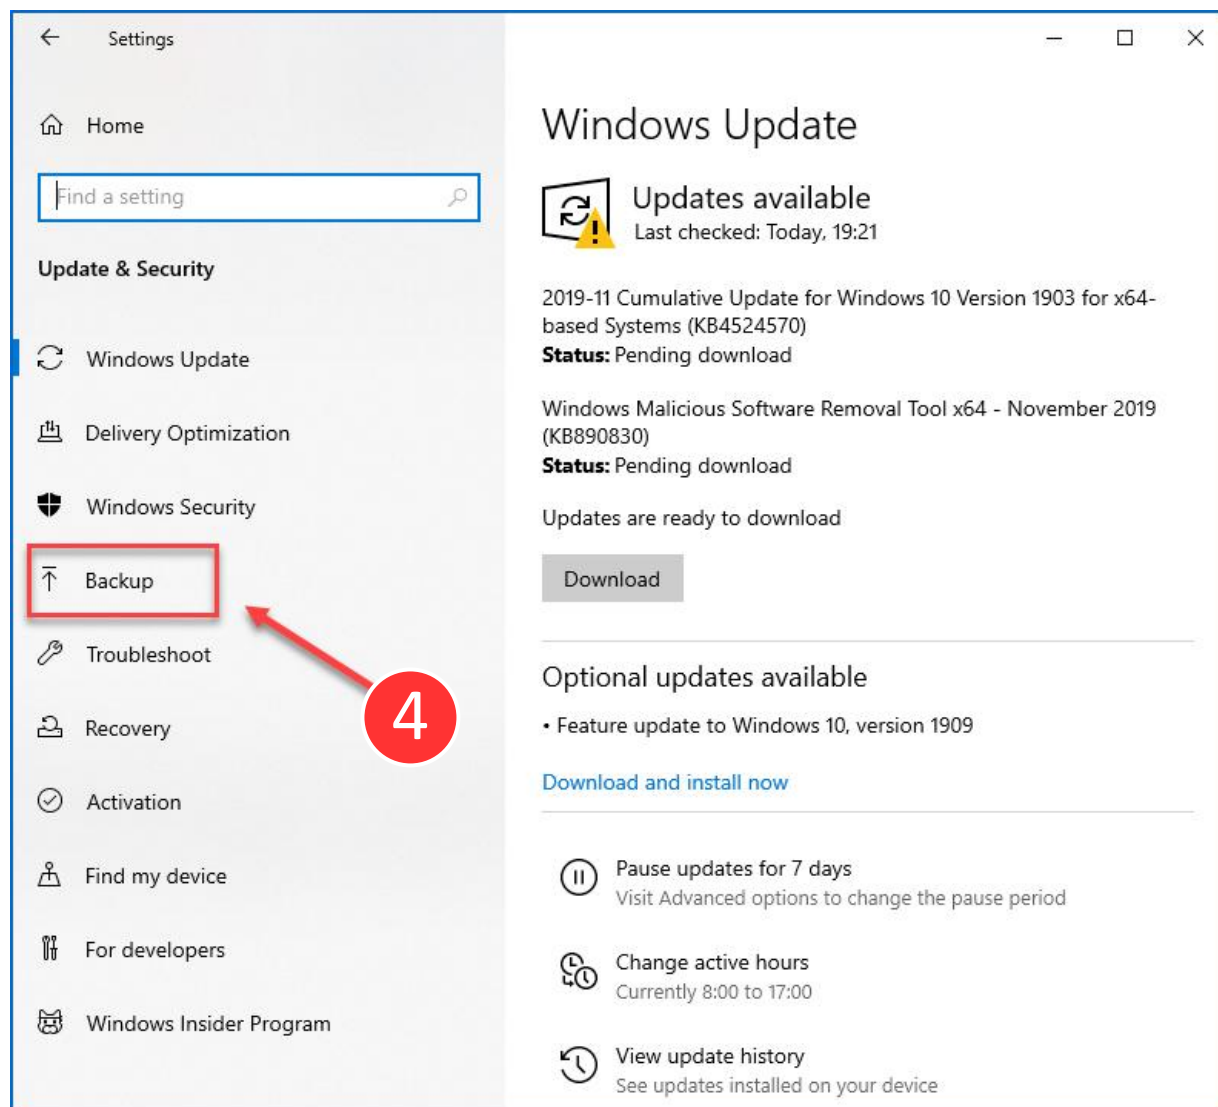 Settings
Home
Find a setting
Update & Security
Windows Update
Delivery Optimization
Windows Security
Backup
Troubleshoot
4
Recovery
Activation
Find my device
For developers
Windows Insider Program
Windows Update
Updates available
Last checked: Today, 19:21
2019-11 Cumulative Update for Windows 10 Version 1903 for x64-
based Systems (KB4524570)
Status: Pending download
Windows Malicious Software Removal Tool x64 - November 2019
(KB890830)
Status: Pending download
Updates are ready to download
Download
Optional updates available
• Feature update to Windows 10, version 1909
Download and install now
Pause updates for 7 days
Visit Advanced options to change the pause period
Change active hours
Currently 8:00 to 17:00
View update history
See updates installed on your device